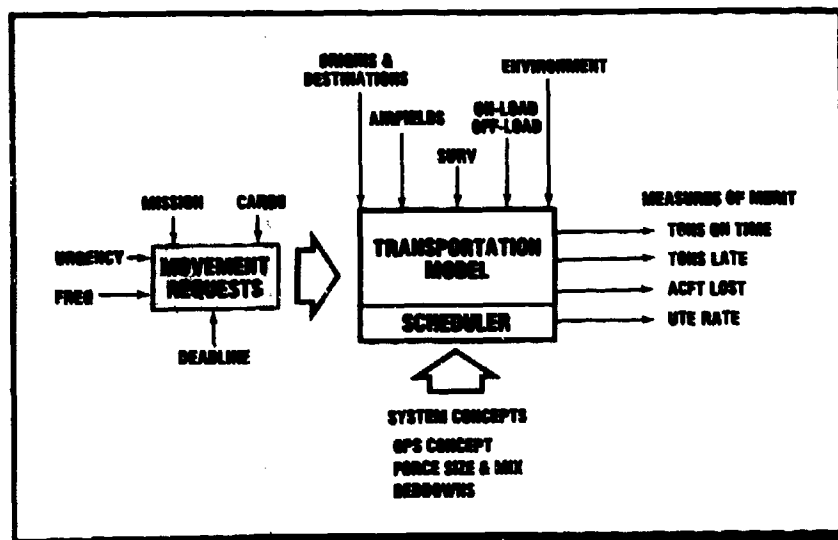 ORIGINS &
DESTINATIONS
ENVIRONMENT
AIRFIELDS
ON-LOAD
OFF-LOAD
SURV
MISSION
CARGO
MEASURES OF MERIT
URGENCY
MOVEMENT
REQUESTS
FREQ
DEADLINE
TRANSPORTATION
MODEL
SCHEDULER
TONS ON TIME
TONS LATE
ACFT LOST
UTE RATE
SYSTEM CONCEPTS
OPS CONCEPT
FORCE SIZE & MIX
BEDDOWNS